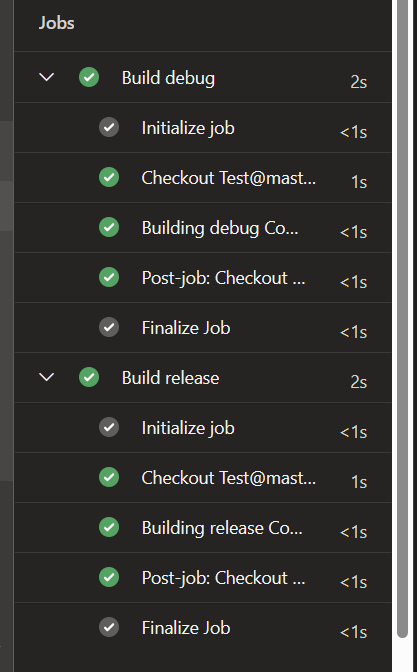 Jobs
Build debug 2s
Initialize job <1s
Checkout Test@mast... 1s
Building debug Co... <1s
Post-job: Checkout ... <1s
Finalize Job <1s
Build release 2s
Initialize job <1s
Checkout Test@mast... 1s
Building release Co... <1s
Post-job: Checkout ... <1s
Finalize Job <1s